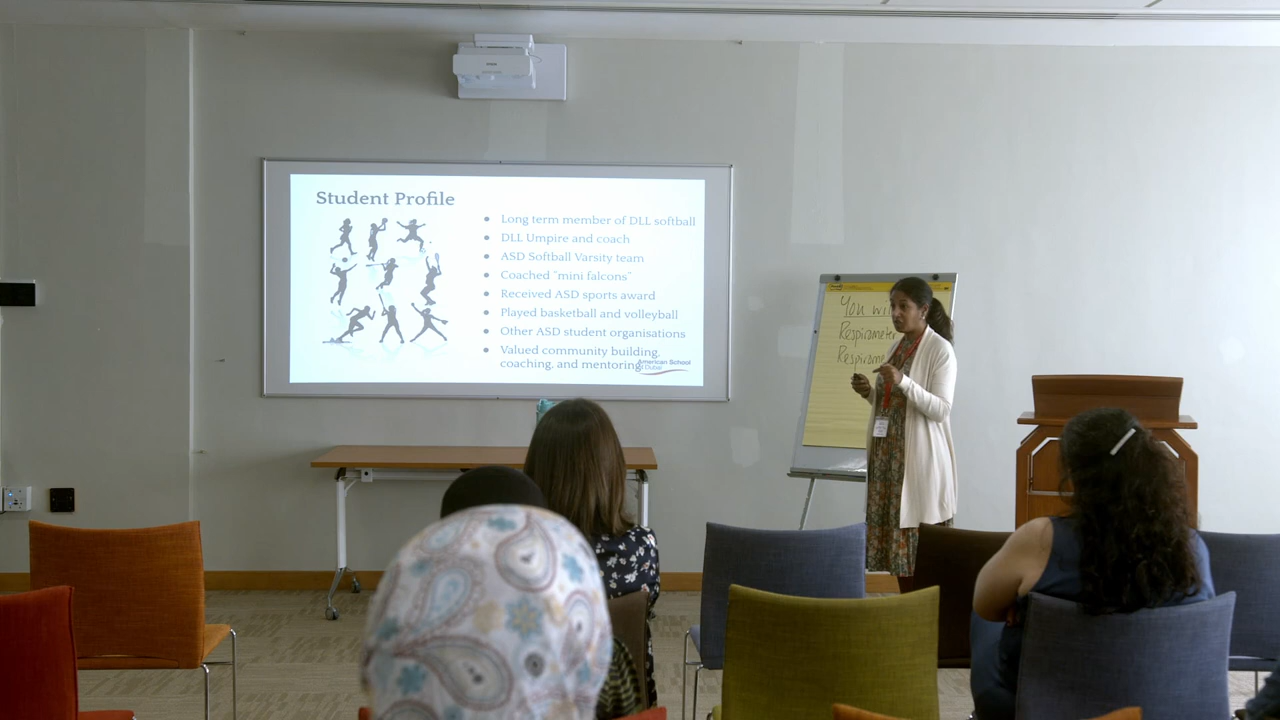 EPSON
Student Profile
Long term member of DLL softball
DLL Umpire and coach
ASD Softball Varsity team
Coached "mini falcons"
Received ASD sports award
Played basketball and volleyball
Other ASD student organisations
Valued community building,
coaching, and mentoring
American School
of Dubai
You wi
Respirometer
Respirome